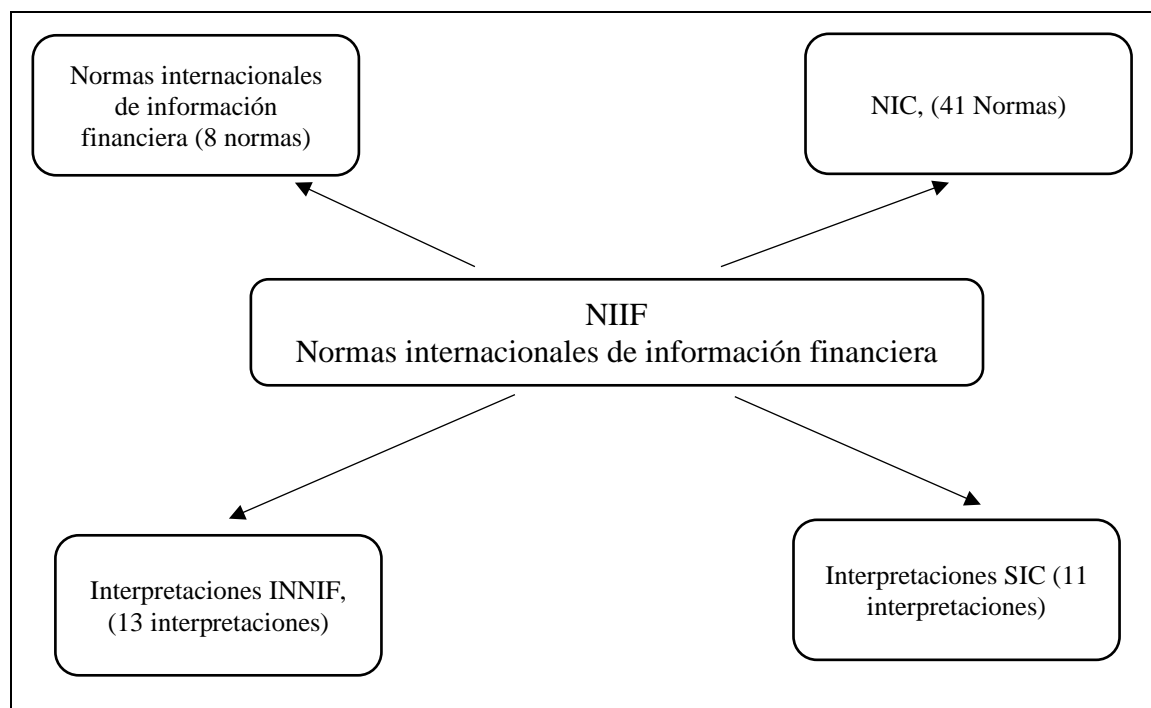 Normas internacionales
de información
financiera (8 normas)
NIC, (41 Normas)
NIIF
Normas internacionales de información financiera
Interpretaciones INNIF,
(13 interpretaciones)
Interpretaciones SIC (11
interpretaciones)